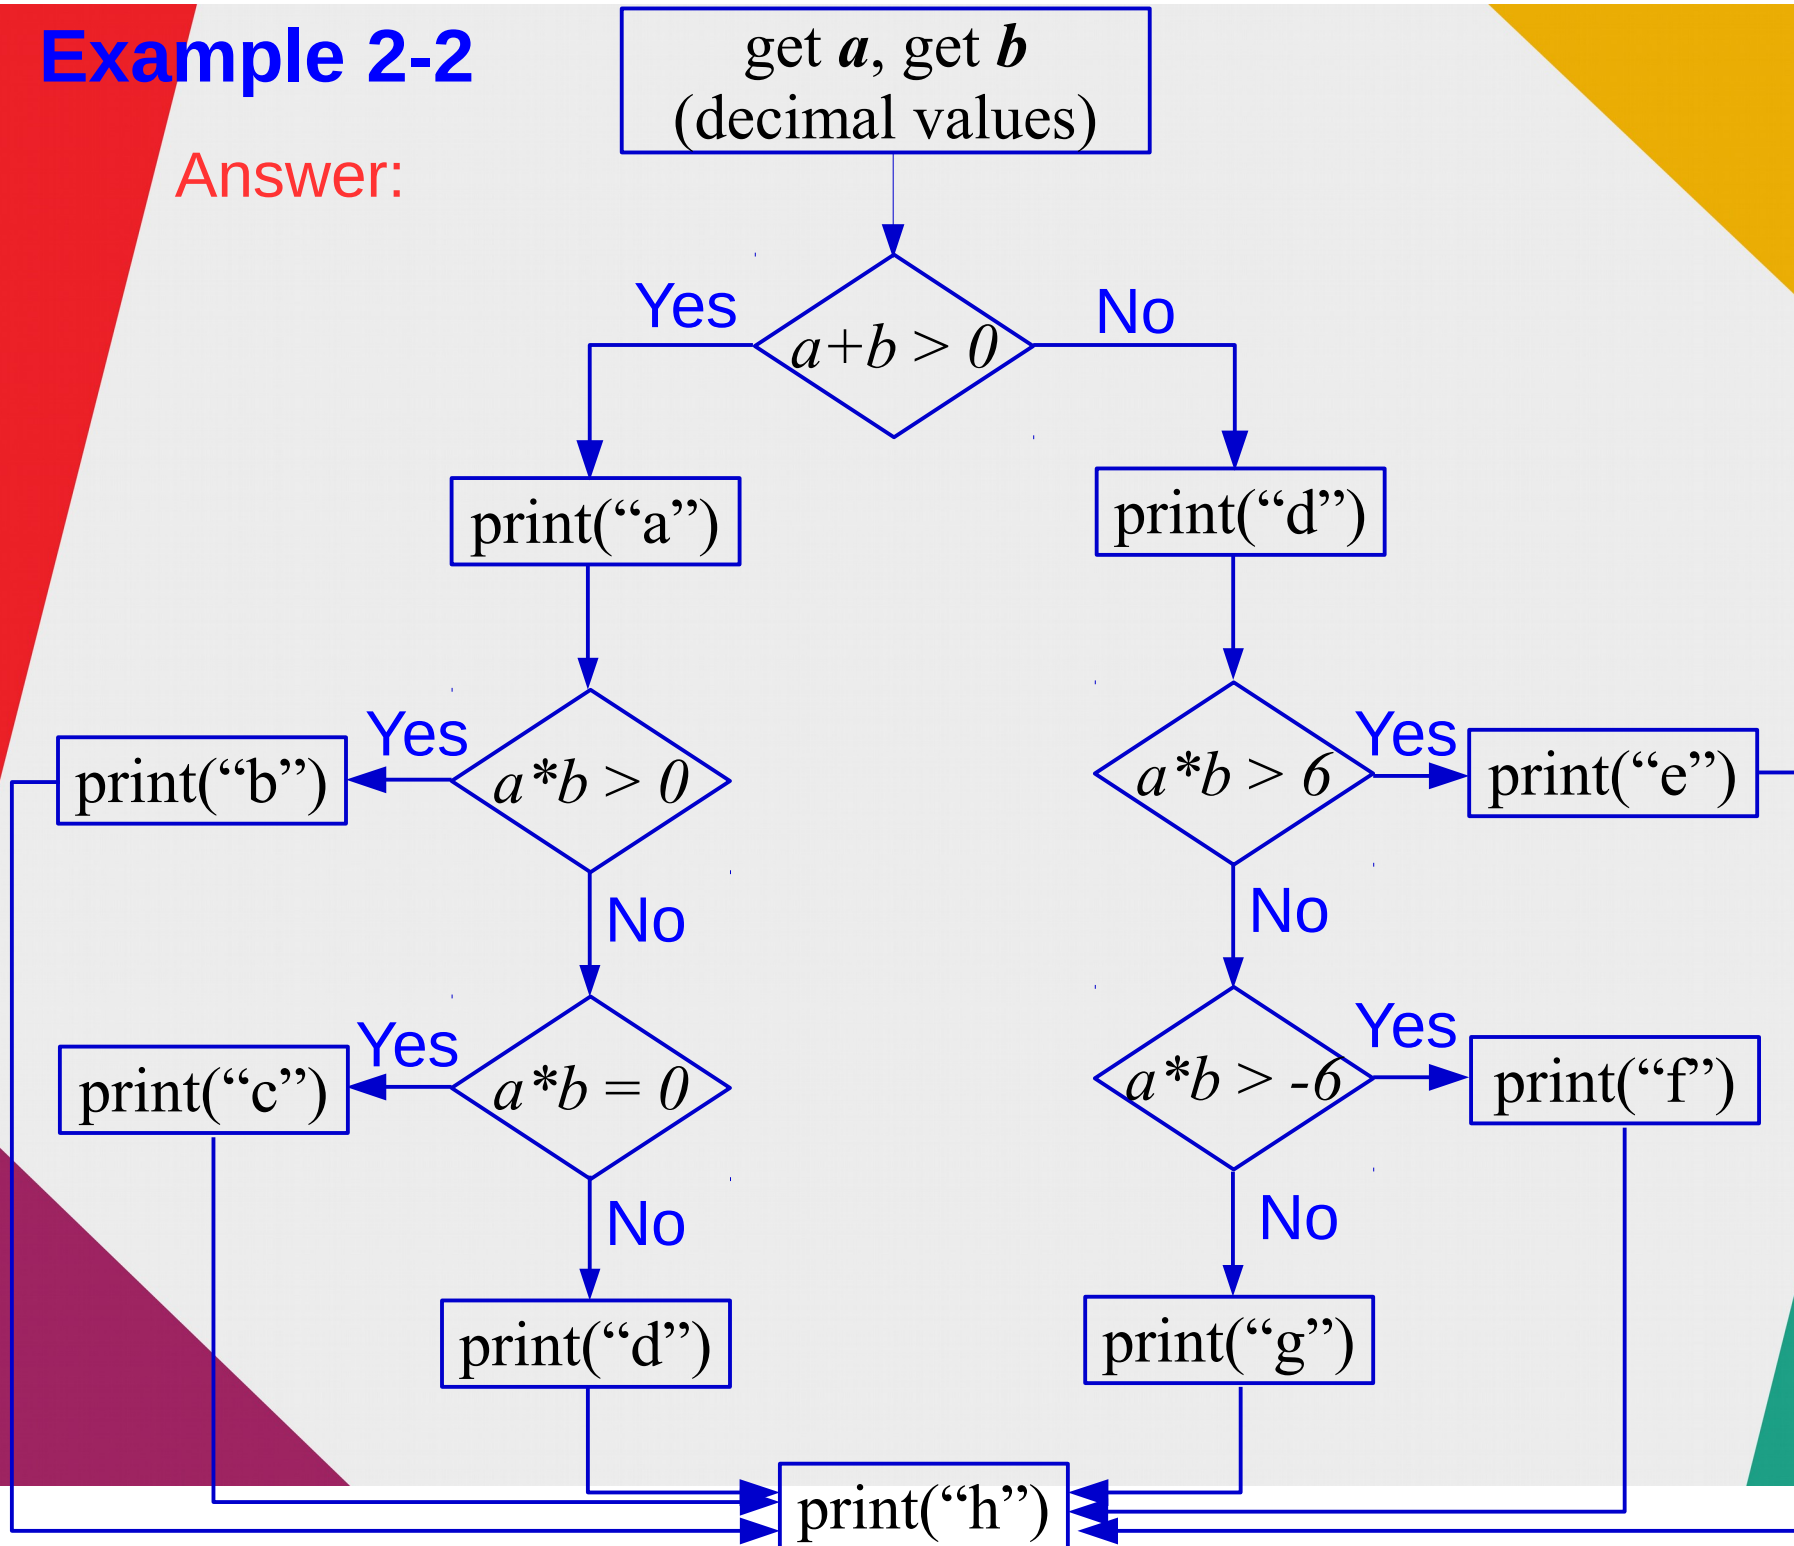 Example 2-2
get a, get b
(decimal values)
Answer:
Yes
No
a+b > 0
print(“a”)
print(“d”)
Yes
Yes
print(“b”)
a*b > 0
a*b > 6
print(“e”)
No
No
Yes
Yes
print(“c”)
a*b = 0
a*b > -6
print(“f”)
No
No
print(“d”)
print(“g”)
print(“h”)